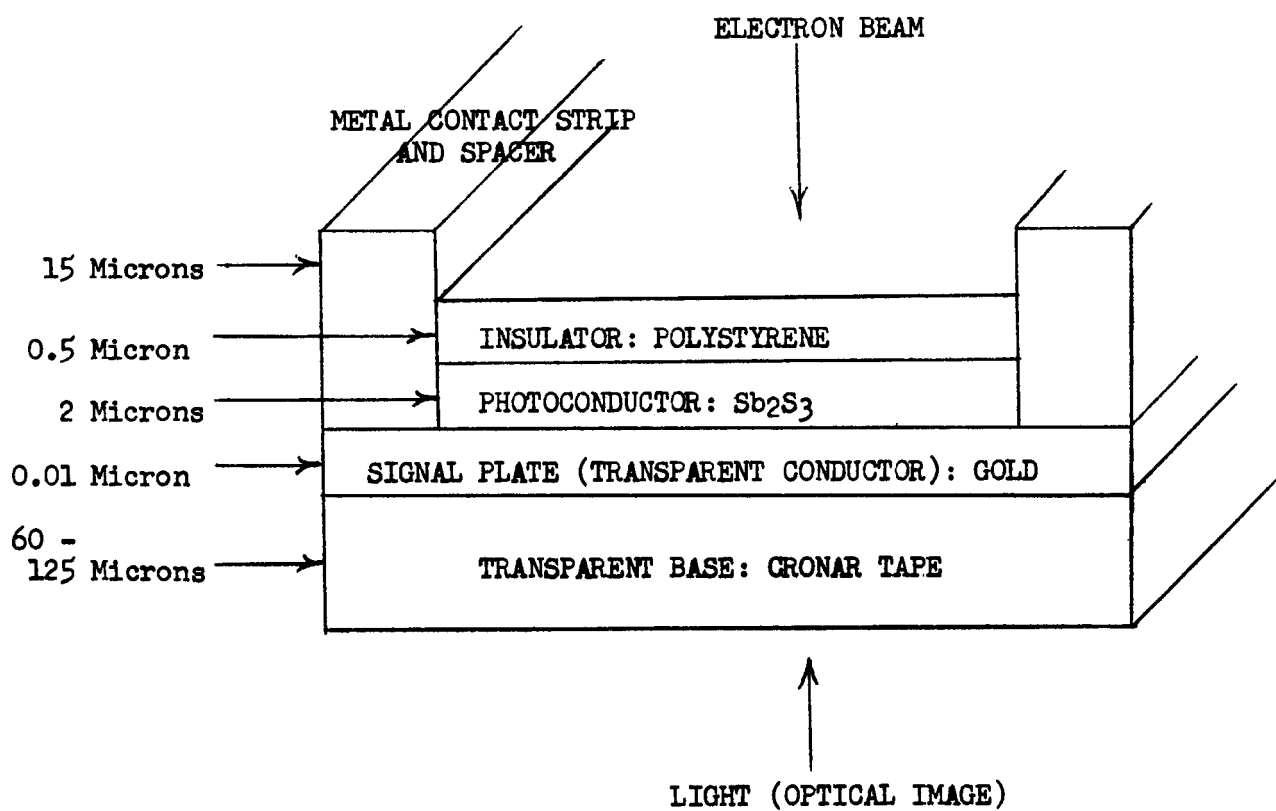 ELECTRON BEAM
METAL CONTACT STRIP
AND SPACER
15 Microns
0.5 Micron
INSULATOR: POLYSTYRENE
2 Microns
PHOTOCONDUCTOR: Sb2S3
0.01 Micron
SIGNAL PLATE (TRANSPARENT CONDUCTOR): GOLD
60 -
125 Microns
TRANSPARENT BASE: CRONAR TAPE
LIGHT (OPTICAL IMAGE)